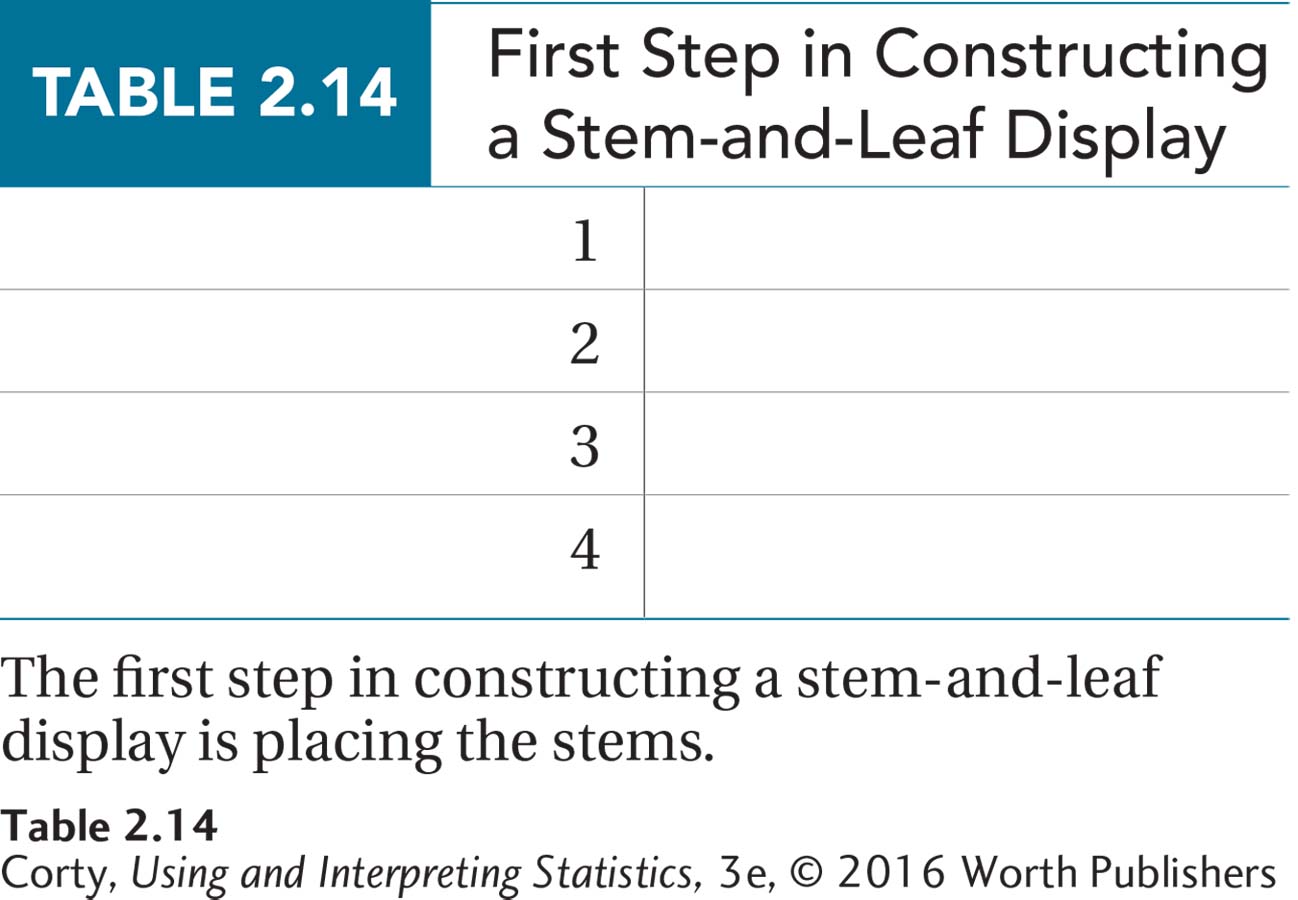 TABLE 2.14
First Step in Constructing
a Stem-and-Leaf Display
1
2
3
4
The first step in constructing a stem-and-leaf
display is placing the stems.
Table 2.14
Corty, Using and Interpreting Statistics, 3e, © 2016 Worth Publishers